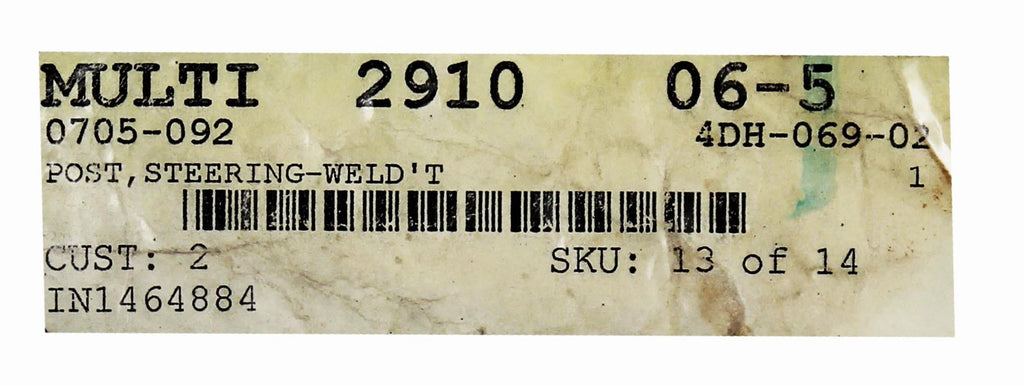 MULTI 2910 06-5
0705-092 4DH-069-02
POST,STEERING-WELD'T 1
CUST: 2 SKU: 13 of 14
IN1464884